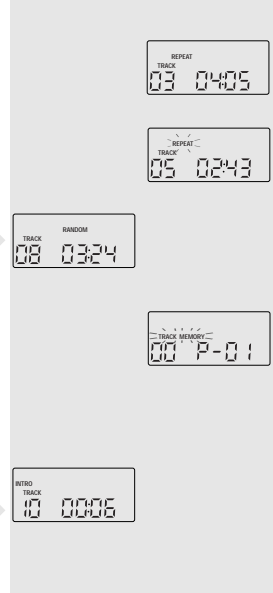 REPEAT
TRACK
03 04:05
REPEAT
TRACK
05 02:43
RANDOM
TRACK
08 03:24
TRACK MEMORY
00 P-01
INTRO
TRACK
10 00:06